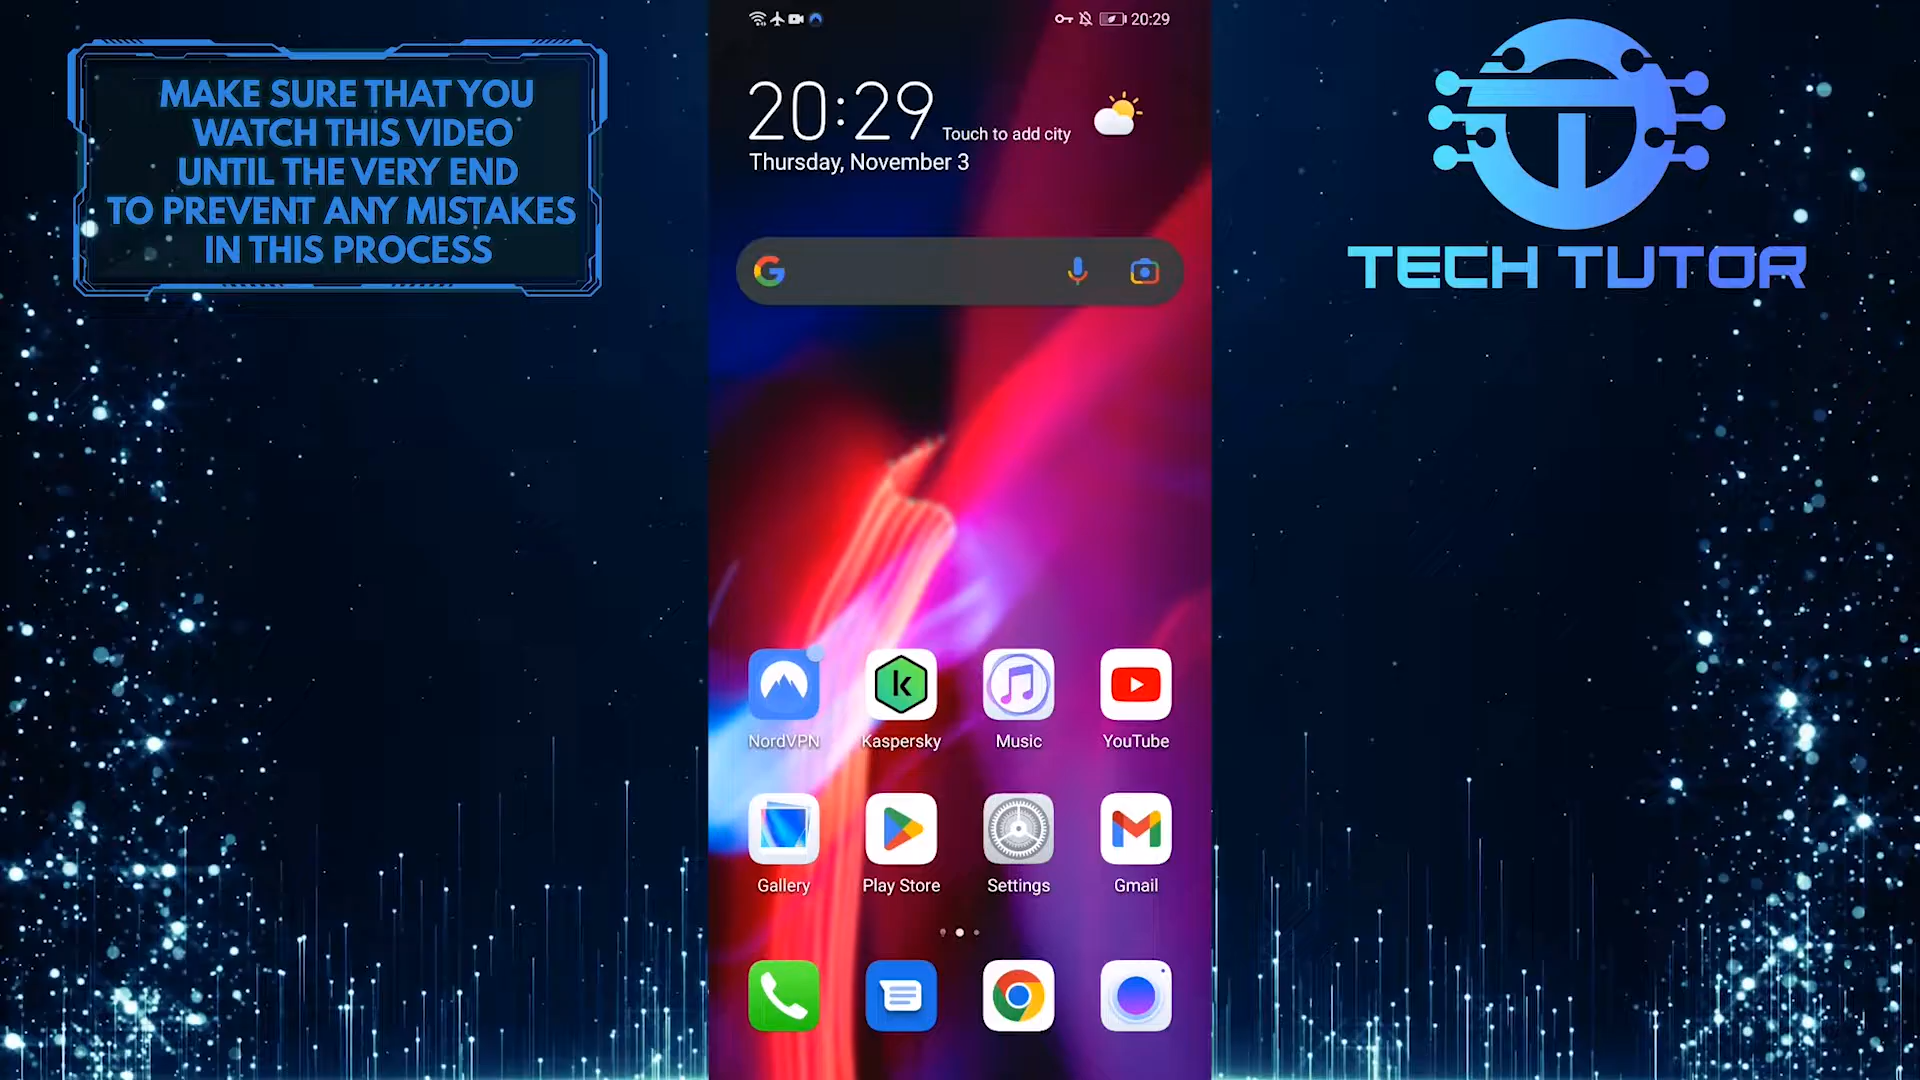 MAKE SURE THAT YOU
WATCH THIS VIDEO
UNTIL THE VERY END
TO PREVENT ANY MISTAKES
IN THIS PROCESS
20:29
20:29
Touch to add city
Thursday, November 3
TECH TUTOR
NordVPN
Kaspersky
Music
YouTube
Gallery
Play Store
Settings
Gmail